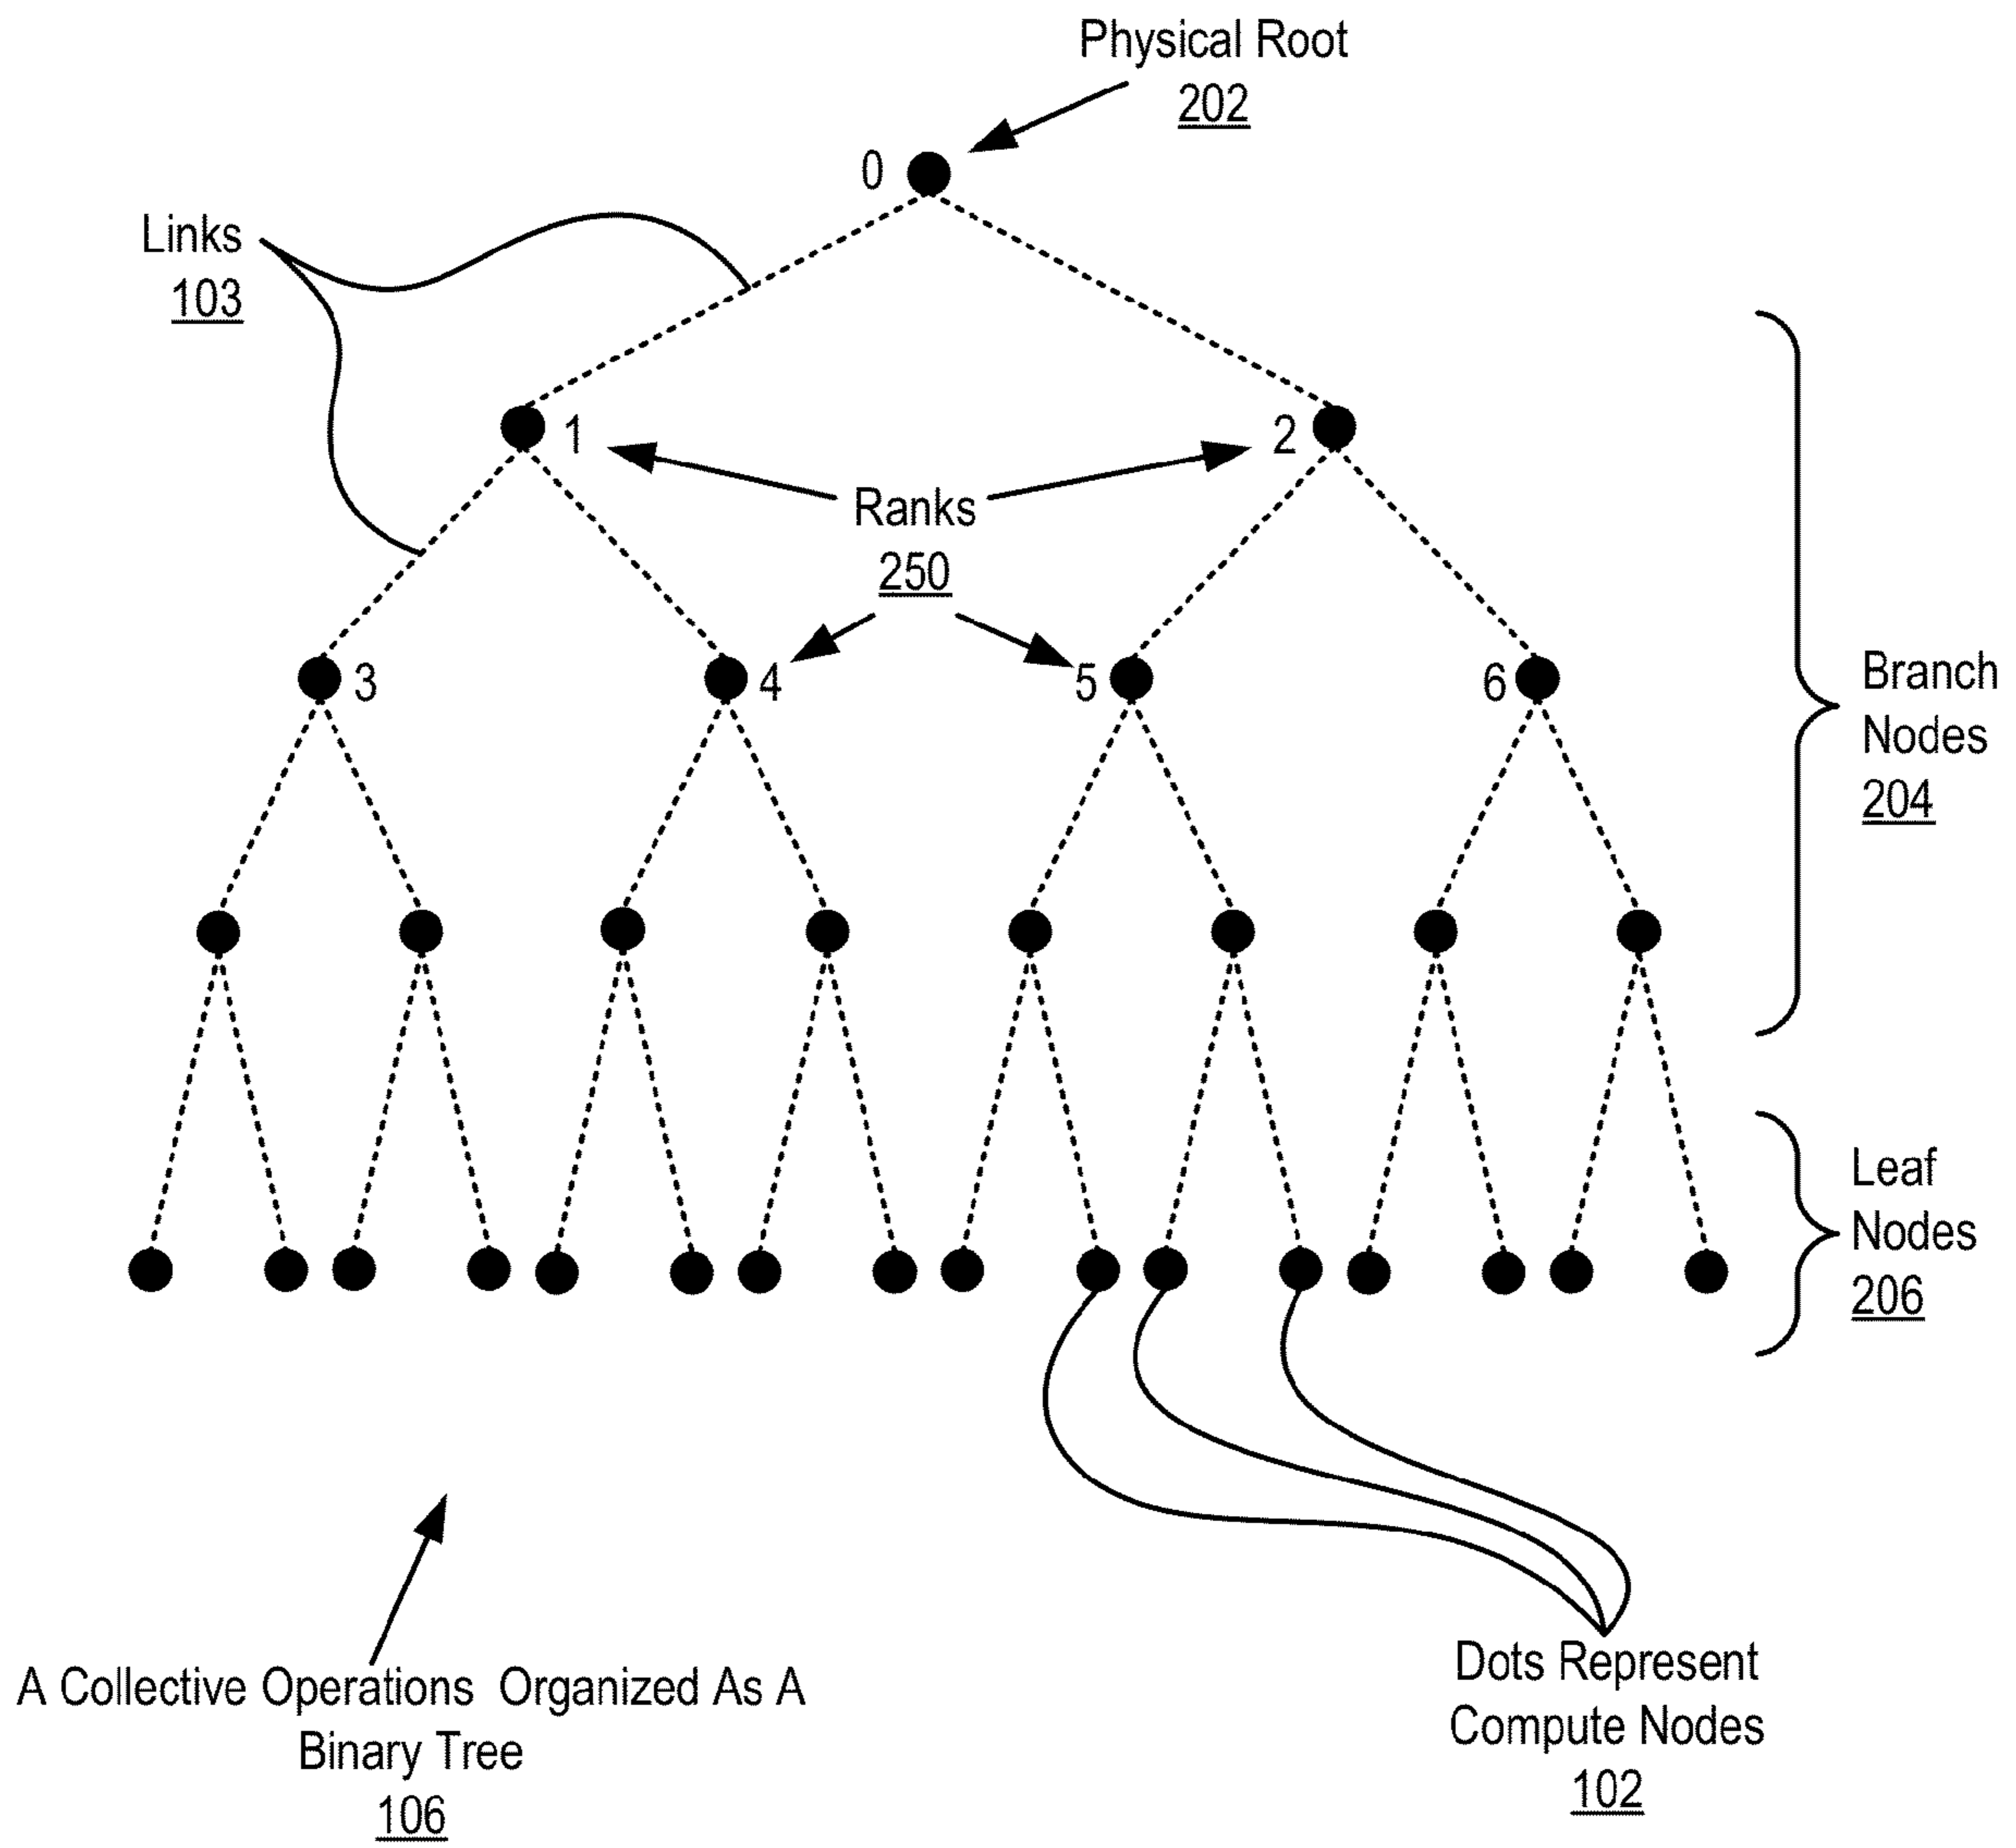 Physical Root
202
0
Links
103
1
2
Ranks
250
3
4
5
6
Branch
Nodes
204
Leaf
Nodes
206
A Collective Operations Organized As A
Binary Tree
106
Dots Represent
Compute Nodes
102